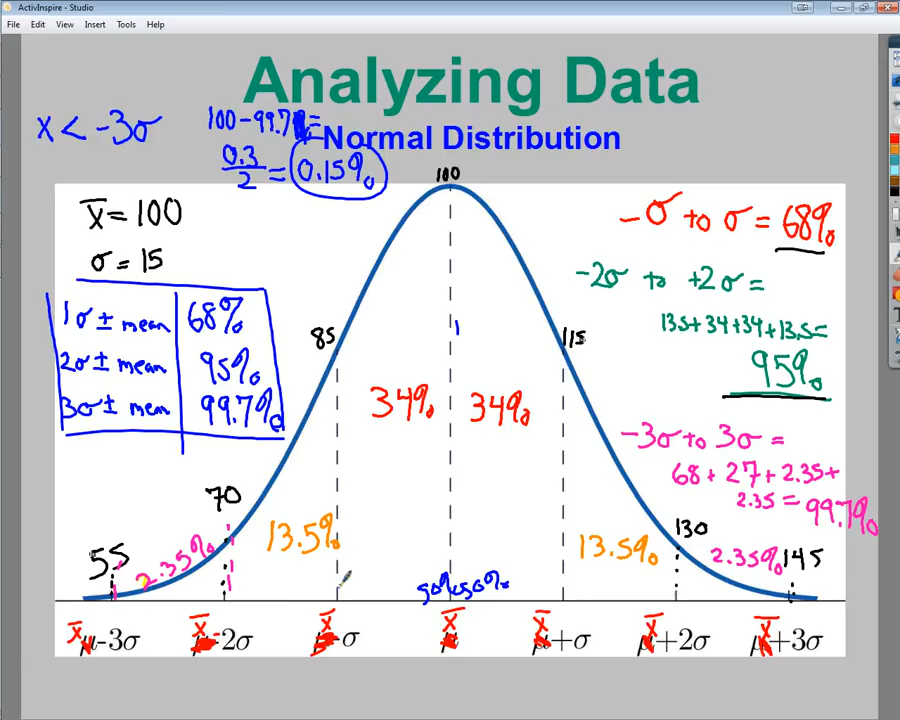 ActivInspire - Studio
File Edit View Insert Tools Help
Analyzing Data
Normal Distribution
x < -3σ
100-99.7%=
0.3/2 = 0.15%
100
x̄ = 100
σ = 15
1σ ± mean 68%
2σ ± mean 95%
3σ ± mean 99.7%
-σ to σ = 68%
-2σ to +2σ =
13.5+34+34+13.5=
95%
-3σ to 3σ =
68 + 27 + 2.35+
2.35 = 99.7%
85
115
34% 34%
70
130
13.5% 13.5%
55
2.35%
2.35%
145
50% 50%
x̄ x̄ x̄ x̄ x̄ x̄ x̄
μ-3σ μ-2σ μ-σ μ μ+σ μ+2σ μ+3σ